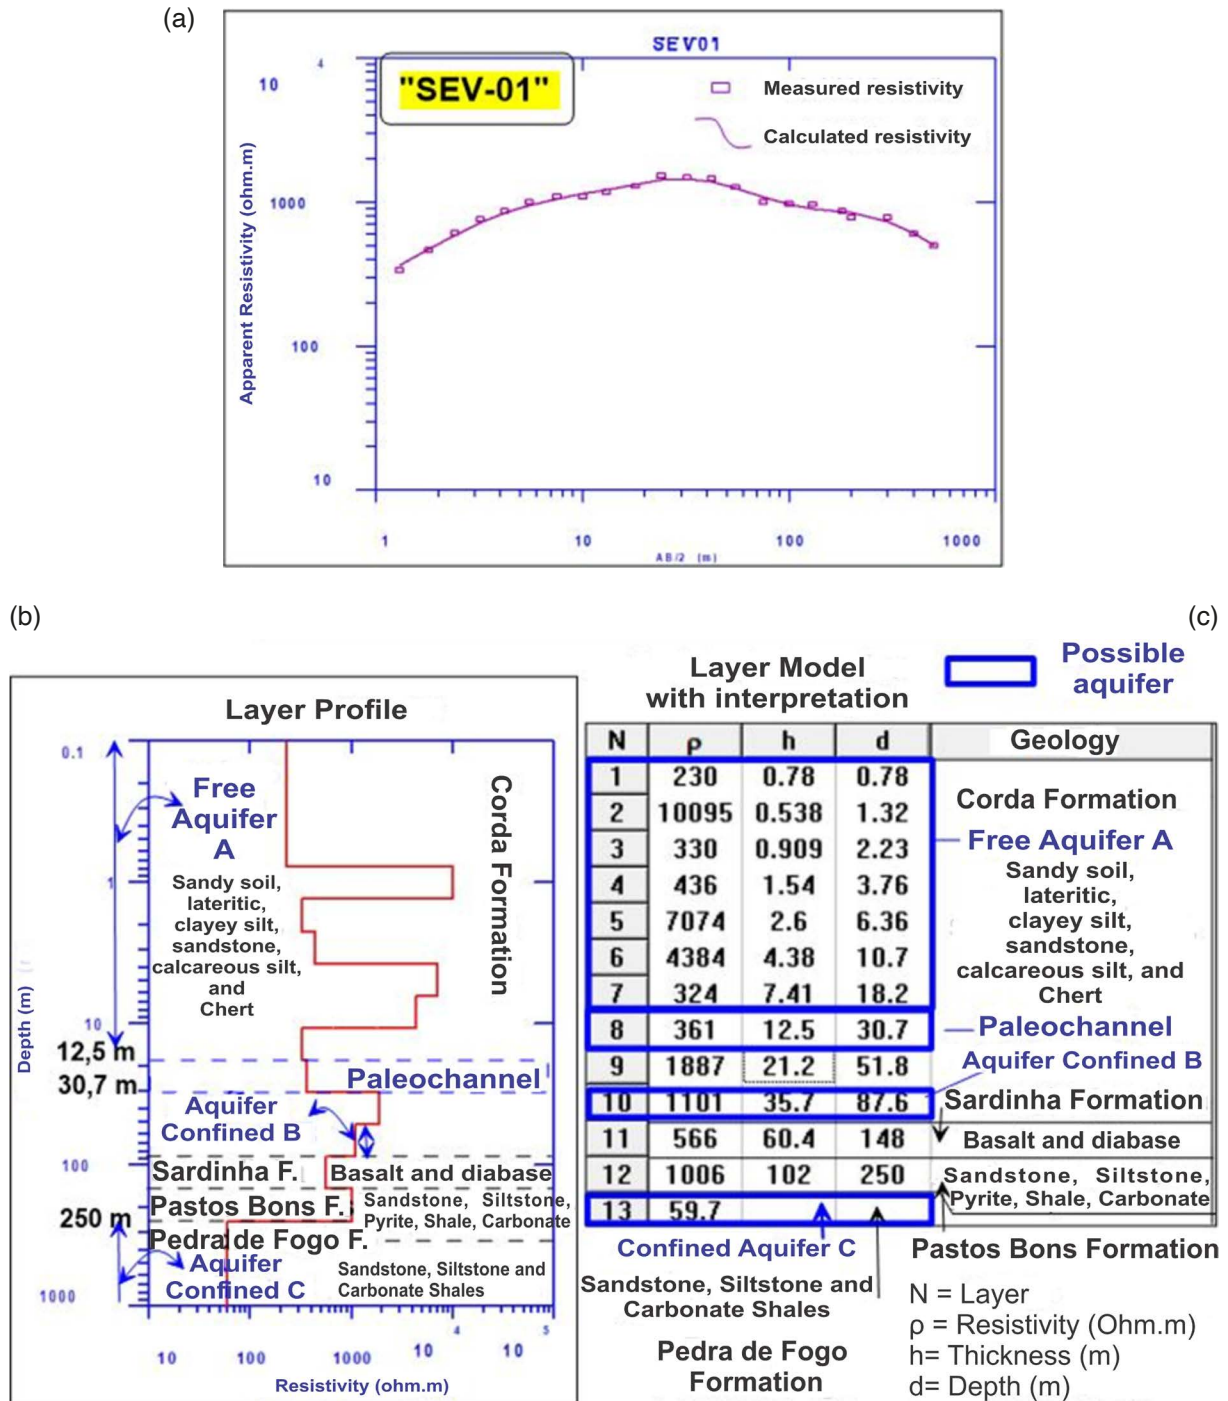 (a)
SEV01
"SEV-01"
Measured resistivity
Calculated resistivity
Apparent Resistivity (ohm.m)
10 4
1000
100
10
1
10
100
1000
AB/2 (m)
(b)
(c)
Layer Profile
Depth (m)
0.1
1
10
12,5 m
30,7 m
100
250 m
1000
Free
Aquifer
A
Sandy soil,
lateritic,
clayey silt,
sandstone,
calcareous silt,
and
Chert
Corda Formation
Paleochannel
Aquifer
Confined B
Sardinha F.
Basalt and diabase
Pastos Bons F.
Sandstone, Siltstone,
Pyrite, Shale, Carbonate
Pedra de Fogo F.
Aquifer
Confined C
Sandstone, Siltstone and
Carbonate Shales
10
100
1000
10 4
10 5
Resistivity (ohm.m)
Layer Model
with interpretation
Possible
aquifer
N ρ h d Geology
1 230 0.78 0.78
2 10095 0.538 1.32
3 330 0.909 2.23
4 436 1.54 3.76
5 7074 2.6 6.36
6 4384 4.38 10.7
7 324 7.41 18.2
8 361 12.5 30.7
9 1887 21.2 51.8
10 1101 35.7 87.6
11 566 60.4 148
12 1006 102 250
13 59.7
Corda Formation
Free Aquifer A
Sandy soil,
lateritic,
clayey silt,
sandstone,
calcareous silt, and
Chert
Paleochannel
Aquifer Confined B
Sardinha Formation
Basalt and diabase
Sandstone, Siltstone,
Pyrite, Shale, Carbonate
Confined Aquifer C
Pastos Bons Formation
Sandstone, Siltstone and
Carbonate Shales
Pedra de Fogo
Formation
N = Layer
ρ = Resistivity (Ohm.m)
h= Thickness (m)
d= Depth (m)